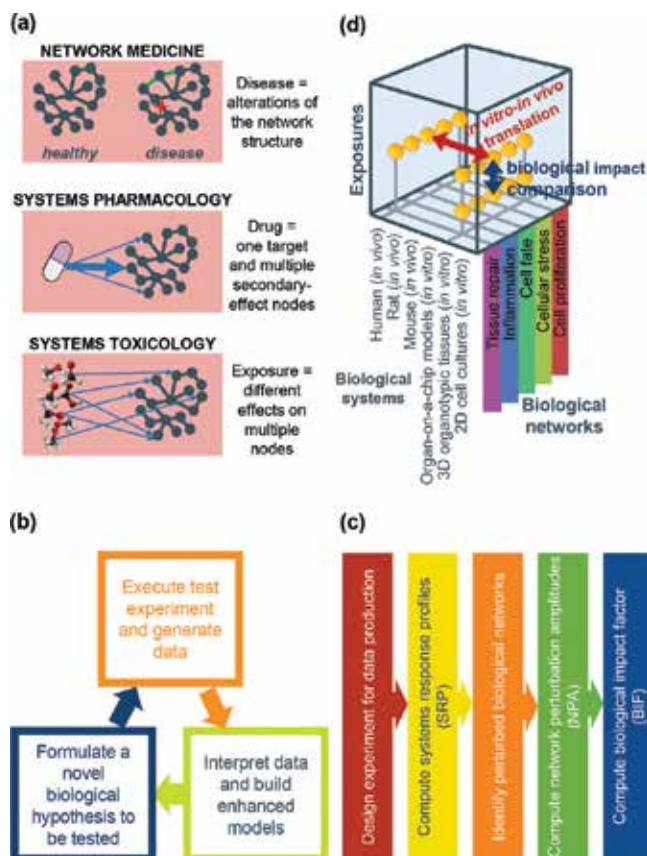 (a)
NETWORK MEDICINE
healthy
disease
Disease =
alterations of
the network
structure
SYSTEMS PHARMACOLOGY
Drug =
one target
and multiple
secondary-
effect nodes
SYSTEMS TOXICOLOGY
Exposure =
different
effects on
multiple
nodes
(d)
Exposures
in vitro-in vivo
translation
biological impact
comparison
Human (in vivo)
Rat (in vivo)
Mouse (in vivo)
Organ-on-a-chip models (in vitro)
3D organotypic tissues (in vitro)
2D cell cultures (in vitro)
Biological
systems
Tissue repair
Inflammation
Cell fate
Cellular stress
Cell proliferation
Biological
networks
(b)
Execute test
experiment
and generate
data
Formulate a
novel
biological
hypothesis to
be tested
Interpret data
and build
enhanced
models
(c)
Design experiment for data production
Compute systems response profiles
(SRP)
Identify perturbed biological networks
Compute network perturbation amplitudes
(NPA)
Compute biological impact factor
(BIF)